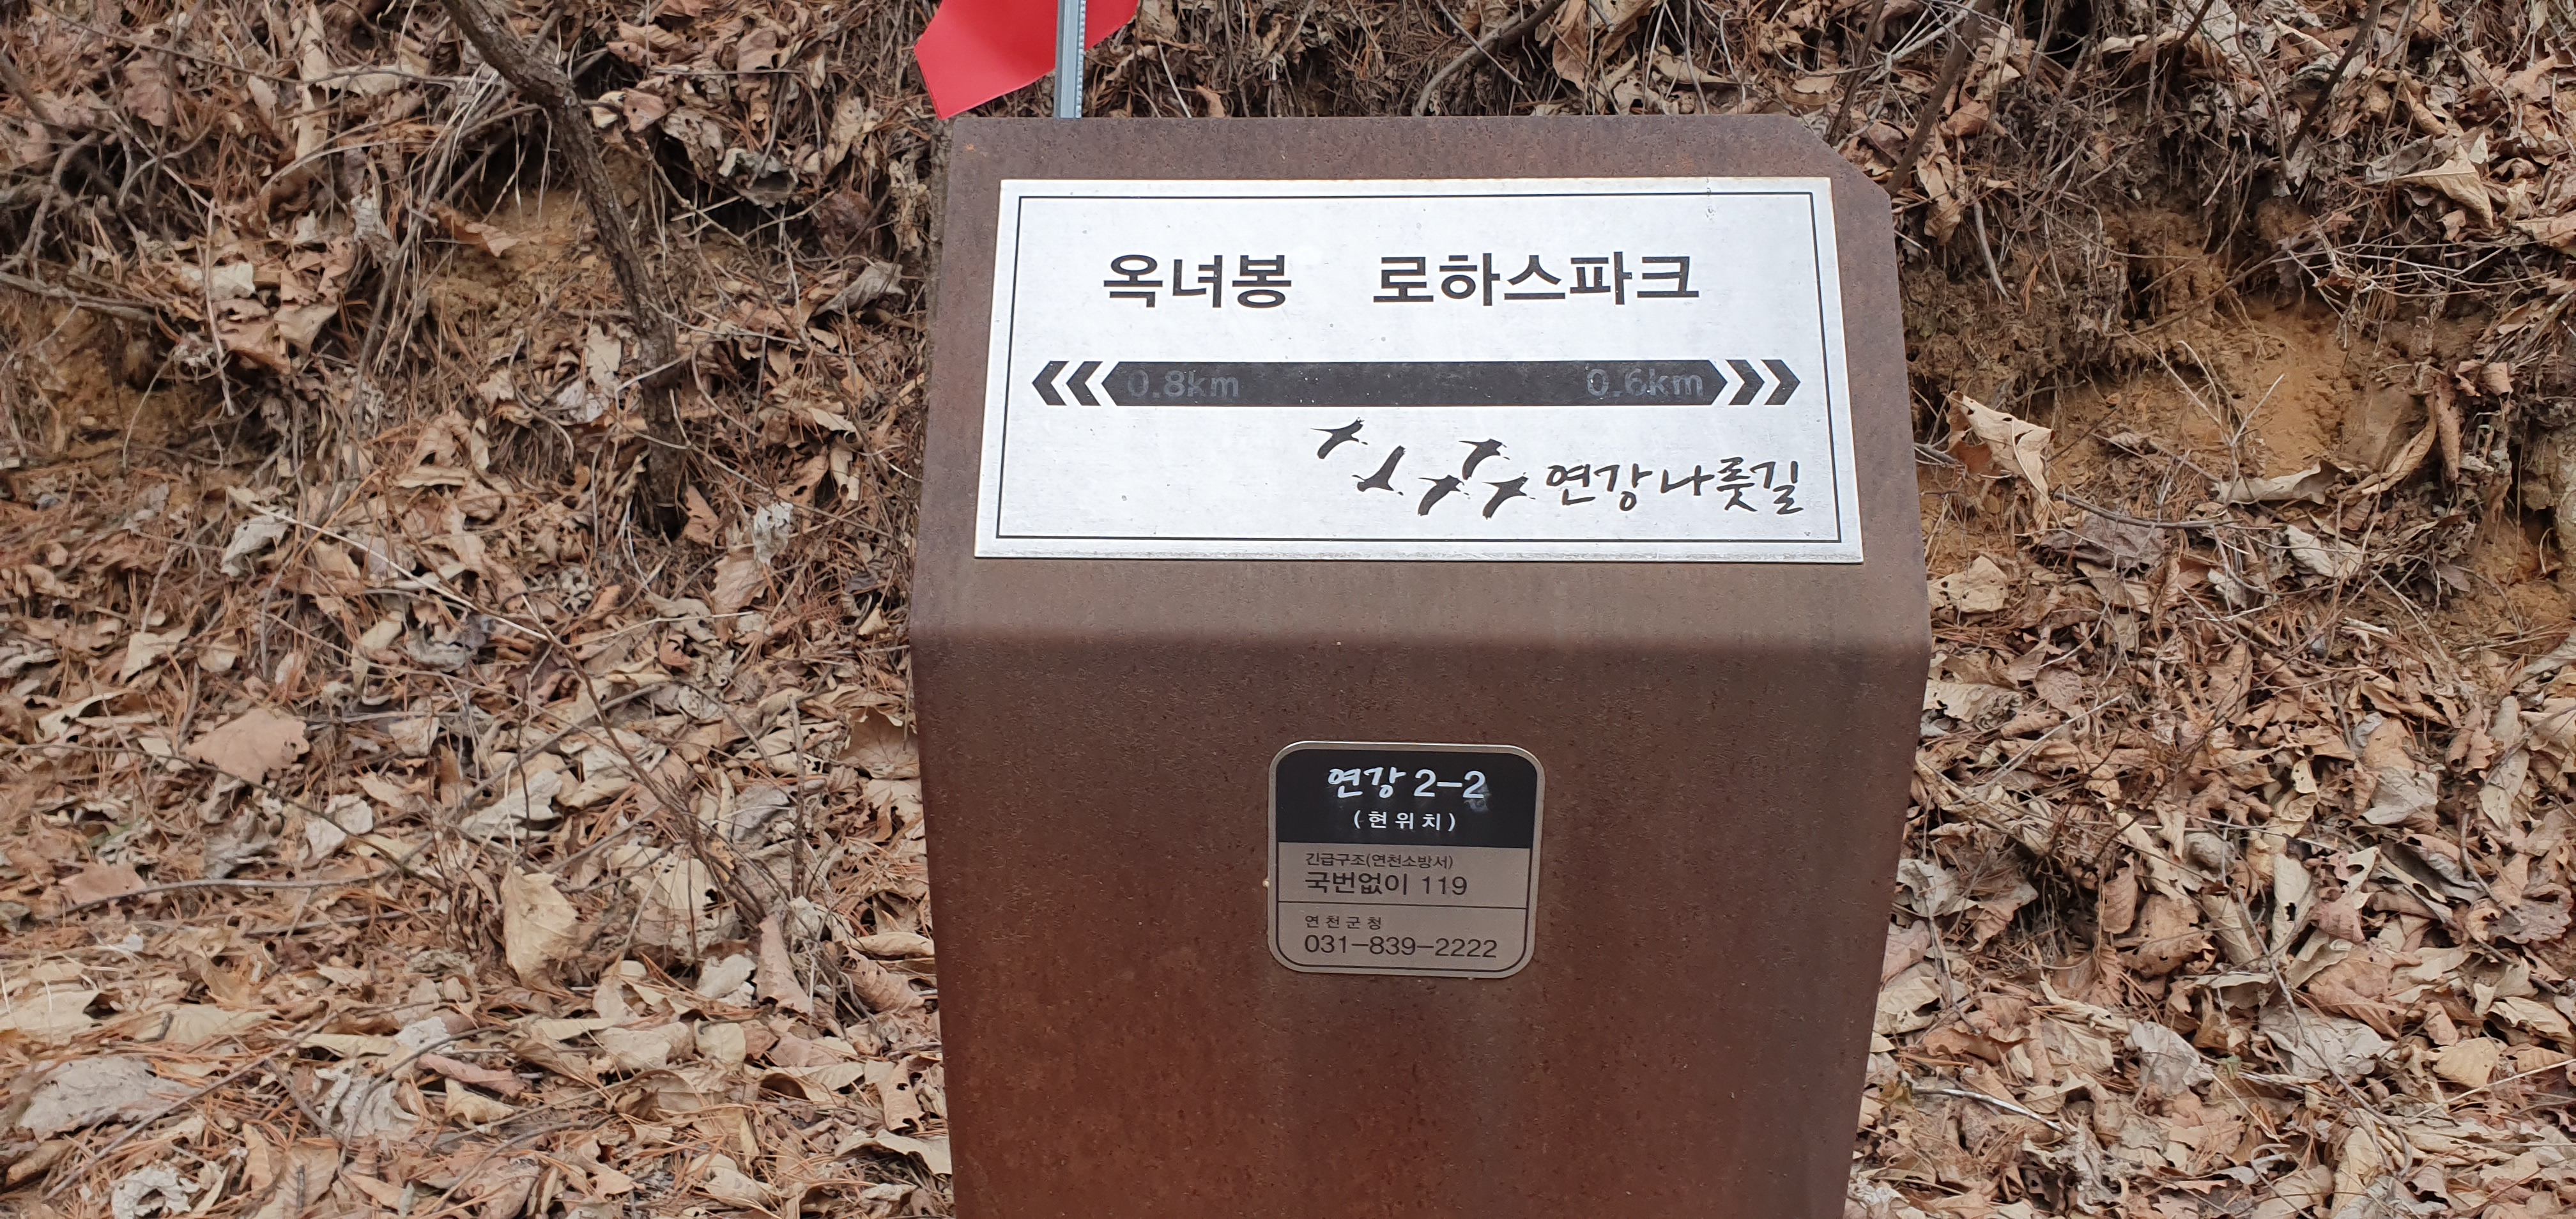 옥녀봉 로하스파크
0.8km 0.6km
연강나룻길
연강 2-2
(현위치)
긴급구조(연천소방서)
국번없이 119
연천군청
031-839-2222